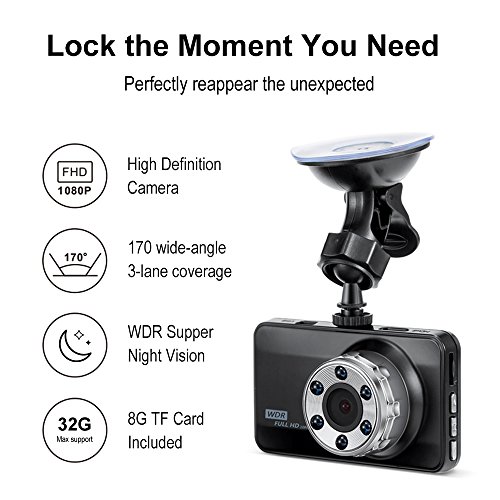 Lock the Moment You Need
Perfectly reappear the unexpected
FHD
1080P
High Definition
Camera
170°
170 wide-angle
3-lane coverage
WDR Supper
Night Vision
32G
Max support
8G TF Card
Included
WDR
FULL HD